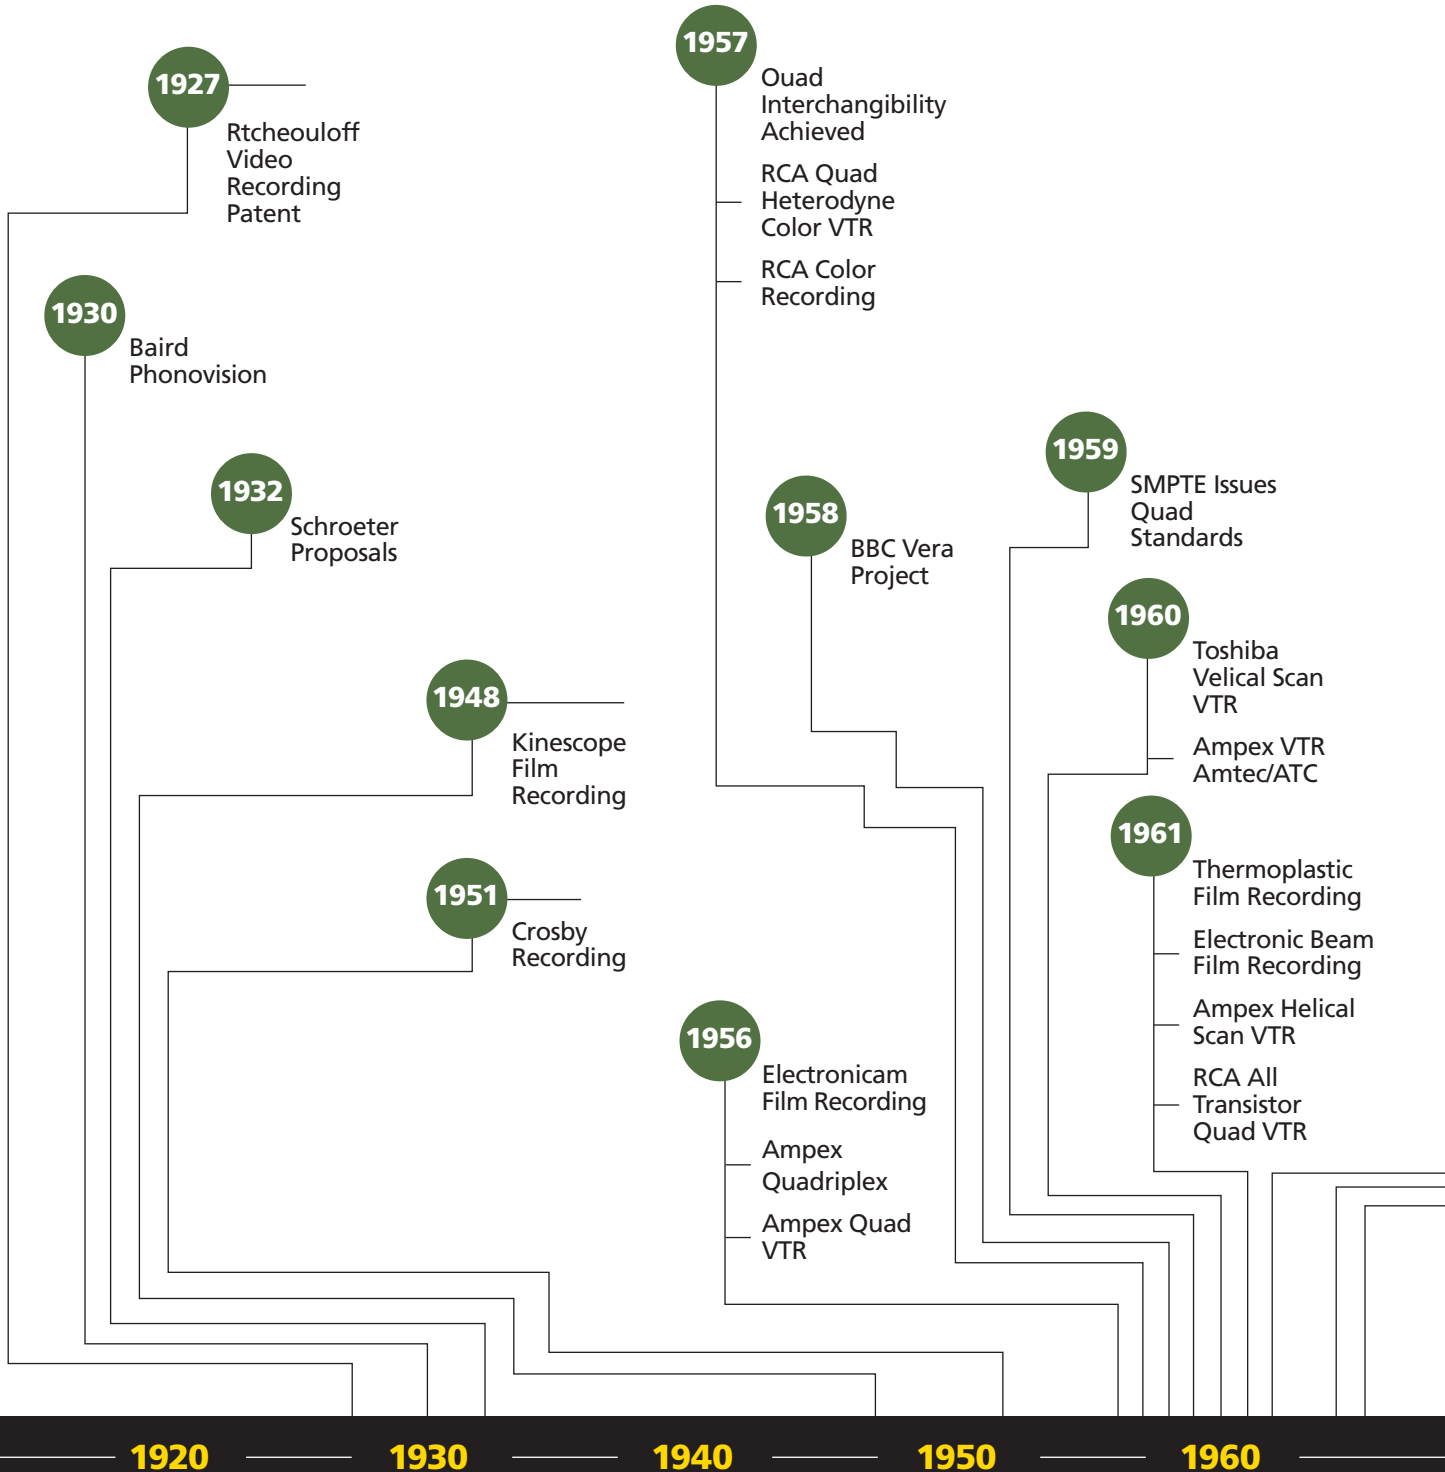 1927
Rtcheouloff
Video
Recording
Patent
1930
Baird
Phonovision
1932
Schroeter
Proposals
1948
Kinescope
Film
Recording
1951
Crosby
Recording
1956
Electronicam
Film Recording
Ampex
Quadriplex
Ampex Quad
VTR
1957
Ouad
Interchangibility
Achieved
RCA Quad
Heterodyne
Color VTR
RCA Color
Recording
1958
BBC Vera
Project
1959
SMPTE Issues
Quad
Standards
1960
Toshiba
Velical Scan
VTR
Ampex VTR
Amtec/ATC
1961
Thermoplastic
Film Recording
Electronic Beam
Film Recording
Ampex Helical
Scan VTR
RCA All
Transistor
Quad VTR
1920 1930 1940 1950 1960